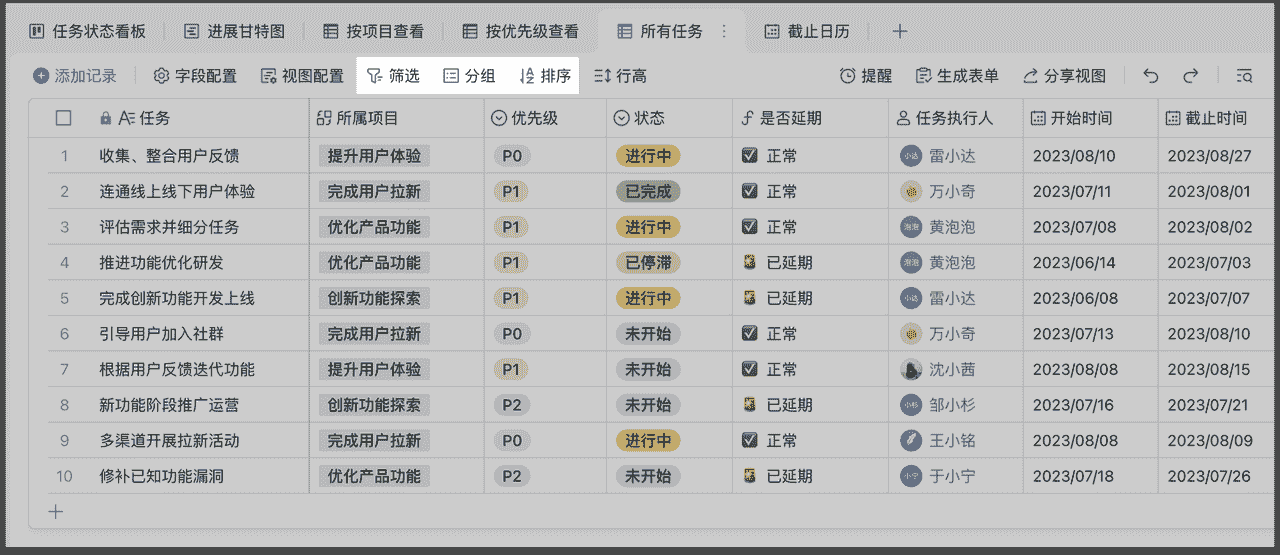 任务状态看板 进展甘特图 按项目查看 按优先级查看 所有任务 截止日历
添加记录 字段配置 视图配置 筛选 分组 排序 行高 提醒 生成表单 分享视图
任务 所属项目 优先级 状态 是否延期 任务执行人 开始时间 截止时间
1 收集、整合用户反馈 提升用户体验 P0 进行中 正常 小达 雷小达 2023/08/10 2023/08/27
2 连通线上线下用户体验 完成用户拉新 P1 已完成 正常 万小奇 2023/07/11 2023/08/01
3 评估需求并细分任务 优化产品功能 P1 进行中 正常 泡泡 黄泡泡 2023/07/08 2023/08/02
4 推进功能优化研发 优化产品功能 P1 已停滞 已延期 泡泡 黄泡泡 2023/06/14 2023/07/03
5 完成创新功能开发上线 创新功能探索 P1 进行中 已延期 小达 雷小达 2023/06/08 2023/07/07
6 引导用户加入社群 完成用户拉新 P0 未开始 正常 万小奇 2023/07/13 2023/08/10
7 根据用户反馈迭代功能 提升用户体验 P1 未开始 正常 沈小茜 2023/08/08 2023/08/15
8 新功能阶段推广运营 创新功能探索 P2 未开始 已延期 小杉 邹小杉 2023/07/16 2023/07/21
9 多渠道开展拉新活动 完成用户拉新 P0 进行中 正常 王小铭 2023/08/08 2023/08/09
10 修补已知功能漏洞 优化产品功能 P2 未开始 已延期 小宁 于小宁 2023/07/18 2023/07/26